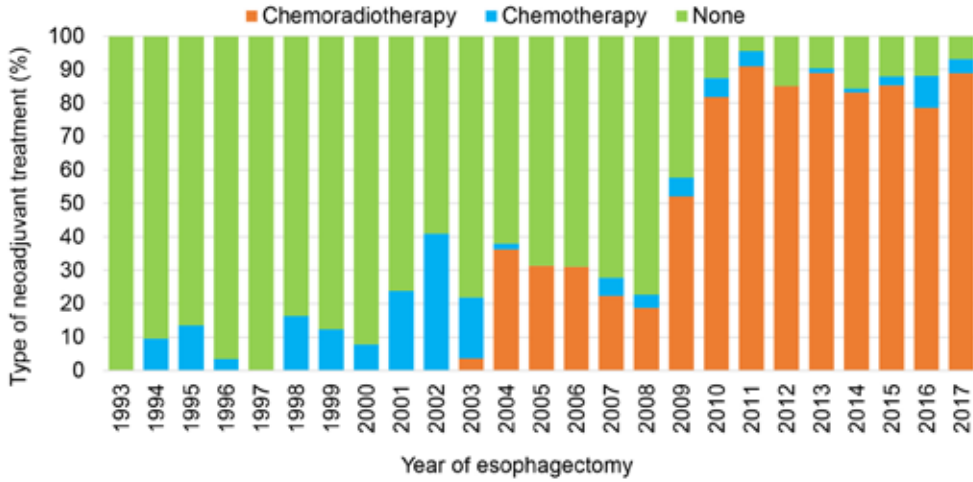 Chemoradiotherapy Chemotherapy None
Type of neoadjuvant treatment (%)
100
90
80
70
60
50
40
30
20
10
0
1993 1994 1995 1996 1997 1998 1999 2000 2001 2002 2003 2004 2005 2006 2007 2008 2009 2010 2011 2012 2013 2014 2015 2016 2017
Year of esophagectomy